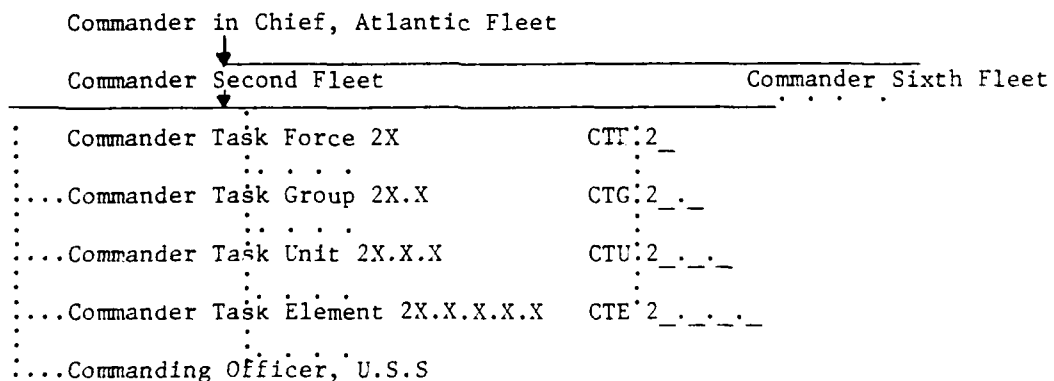 Commander in Chief, Atlantic Fleet
Commander Second Fleet Commander Sixth Fleet
Commander Task Force 2X CTF 2_
....Commander Task Group 2X.X CTG 2_._
....Commander Task Unit 2X.X.X CTU 2_._._
....Commander Task Element 2X.X.X.X.X CTE 2_._._._
....Commanding Officer, U.S.S